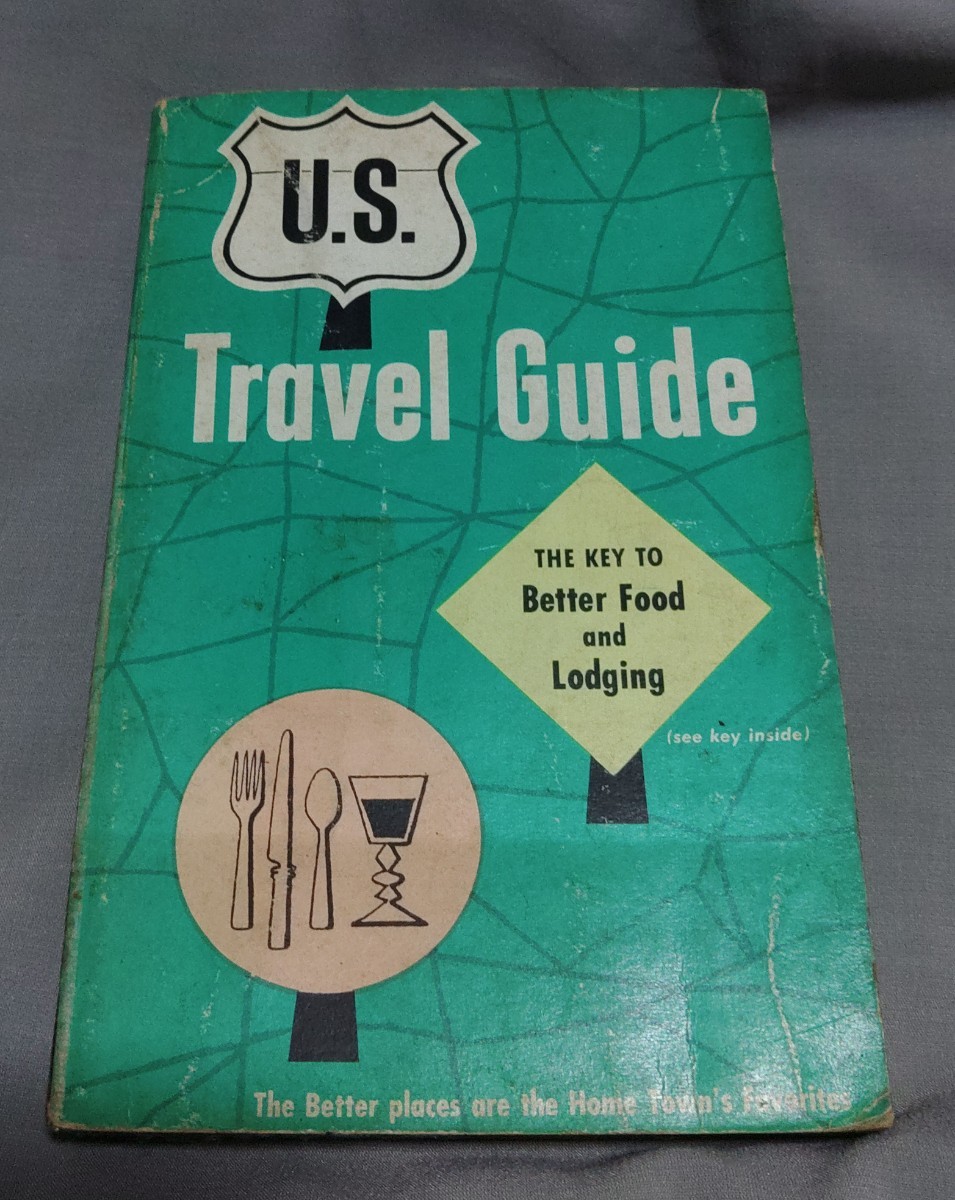 U.S.
Travel Guide
THE KEY TO
Better Food
and
Lodging
(see key inside)
The Better places are the Home Town's Favorites